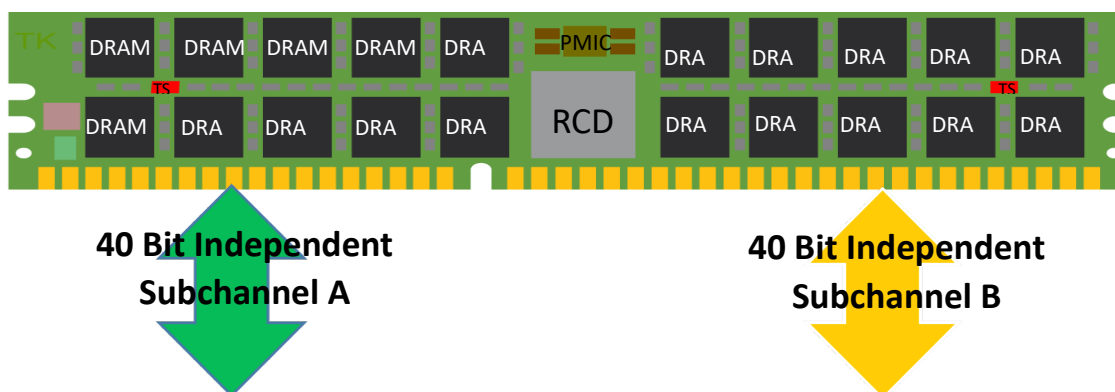 TK
DRAM DRAM DRAM DRAM DRA PMIC DRA DRA DRA DRA DRA
TS TS
DRAM DRA DRA DRA DRA RCD DRA DRA DRA DRA DRA
40 Bit Independent
Subchannel A
40 Bit Independent
Subchannel B